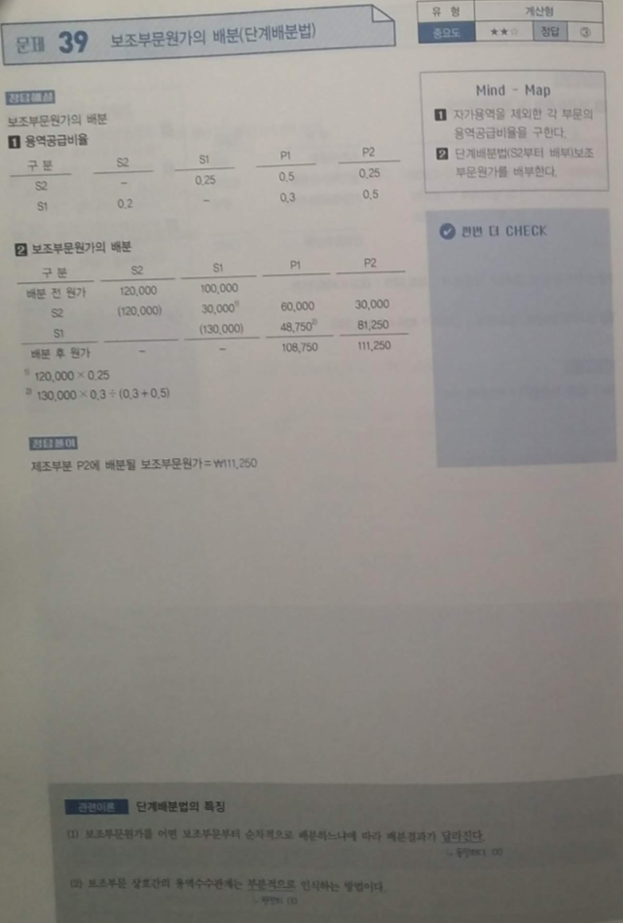 문제 39 보조부문원가의 배분(단계배분법)
유 형 계산형
중요도 ★★☆ 정답 ③
정답해설
보조부문원가의 배분
1 용역공급비율
구 분 S2 S1 P1 P2
S2 - 0.25 0.5 0.25
S1 0.2 - 0.3 0.5
2 보조부문원가의 배분
구 분 S2 S1 P1 P2
배분 전 원가 120,000 100,000
S2 (120,000) 30,000¹⁾ 60,000 30,000
S1 (130,000) 48,750²⁾ 81,250
배분 후 원가 - - 108,750 111,250
¹⁾ 120,000×0.25
²⁾ 130,000×0.3÷(0.3+0.5)
정답풀이
제조부분 P2에 배분될 보조부문원가=₩111,250
Mind - Map
1 자가용역을 제외한 각 부문의
용역공급비율을 구한다.
2 단계배분법(S2부터 배부)보조
부문원가를 배부한다.
한번 더 CHECK
관련이론 단계배분법의 특징
(1) 보조부문원가를 어떤 보조부문부터 순차적으로 배분하느냐에 따라 배분결과가 달라진다.
(2) 보조부문 상호간의 용역수수관계는 부분적으로 인식하는 방법이다.